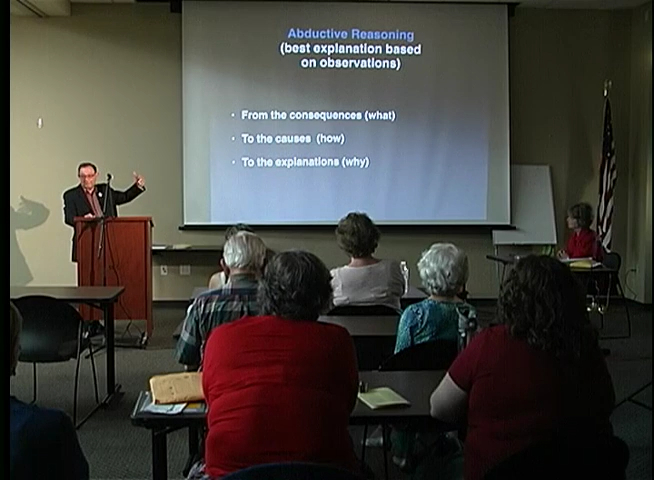 Abductive Reasoning
(best explanation based
on observations)
· From the consequences (what)
· To the causes (how)
· To the explanations (why)